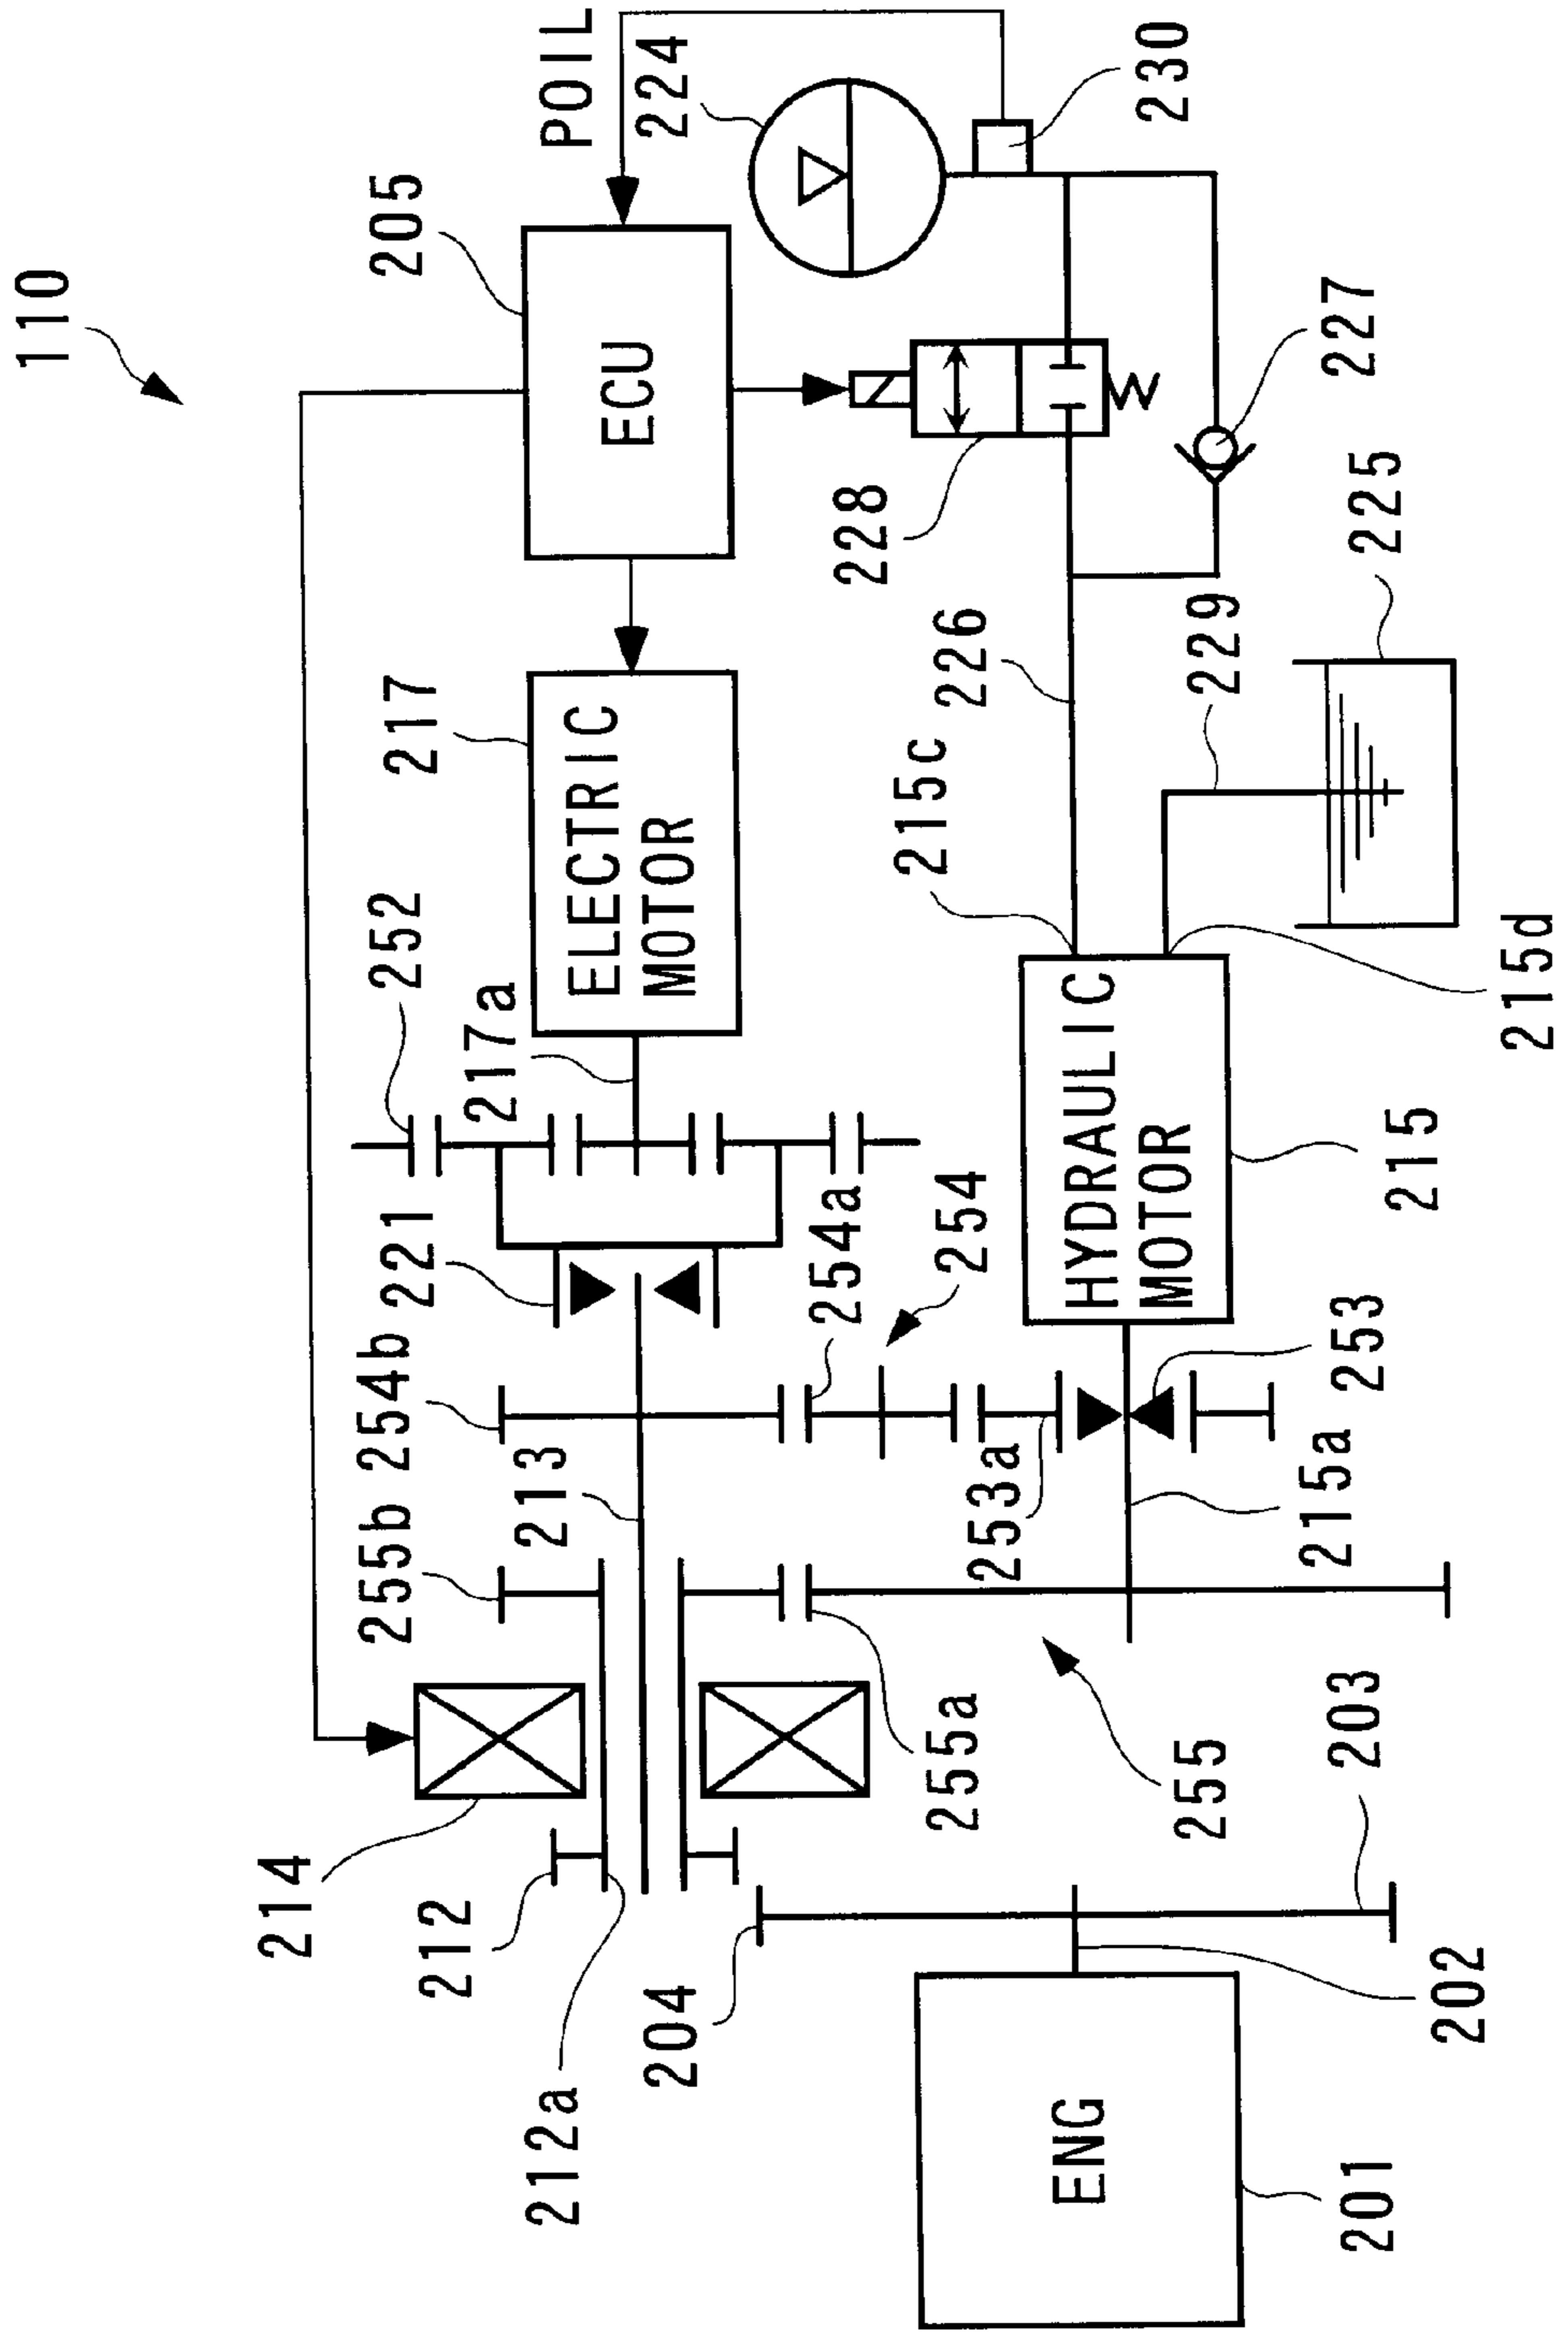 110
POIL
224
230
205
ECU
227
228
225
217
ELECTRIC
MOTOR
226
229
215c
252
217a
215d
HYDRAULIC
MOTOR
215
221
254a
254
253
254b
213
253a
215a
255b
255a
255
203
214
212
204
202
212a
ENG
201